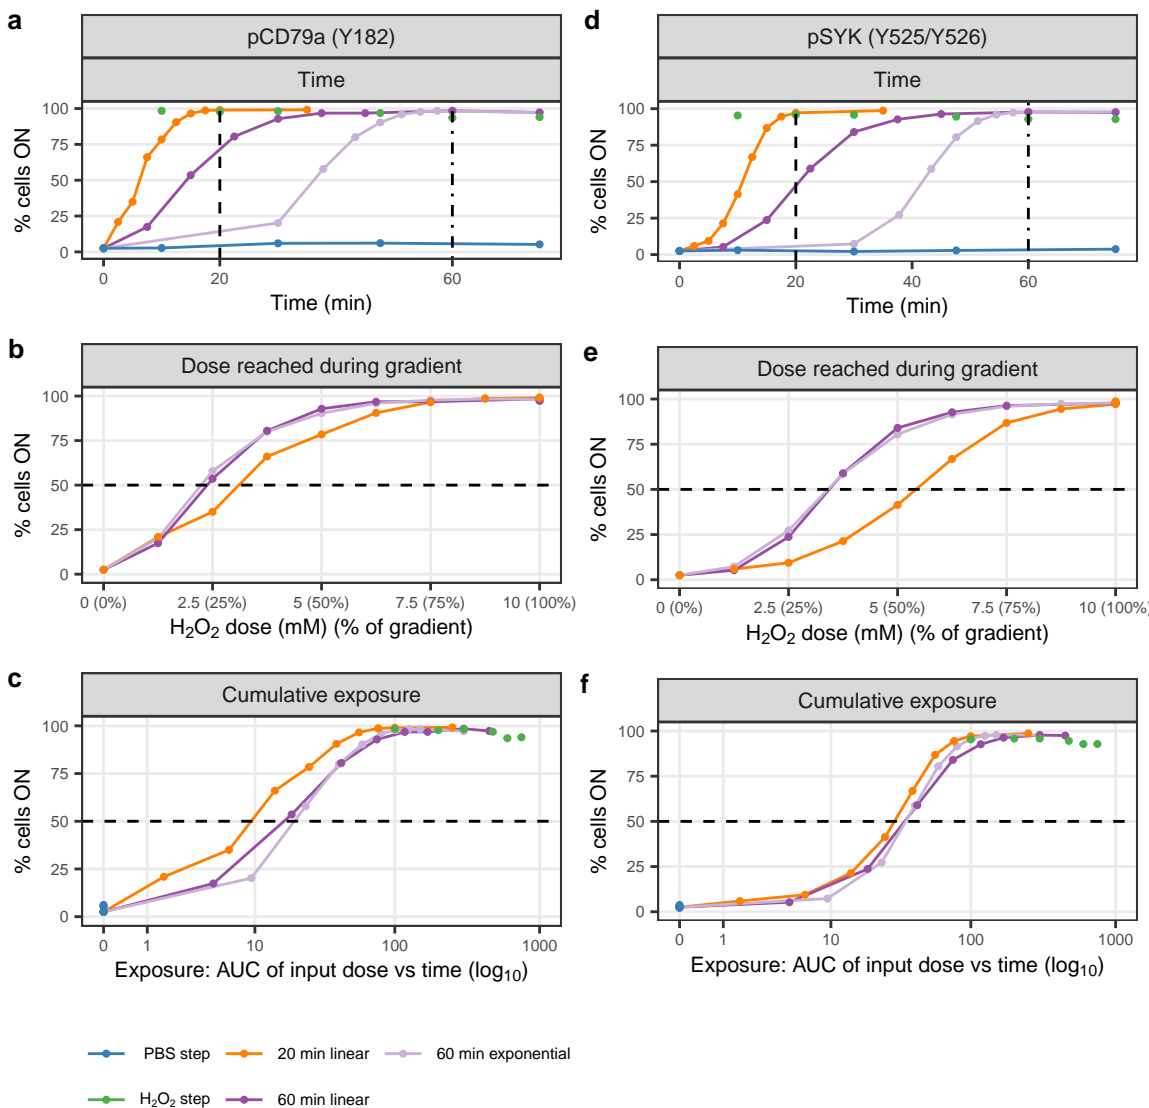 a
pCD79a (Y182)
Time
100
75
50
25
0
% cells ON
0
20
60
Time (min)
d
pSYK (Y525/Y526)
Time
100
75
50
25
0
% cells ON
0
20
40
60
Time (min)
b
Dose reached during gradient
100
75
50
25
0
% cells ON
0 (0%)
2.5 (25%)
5 (50%)
7.5 (75%)
10 (100%)
H₂O₂ dose (mM) (% of gradient)
e
Dose reached during gradient
100
75
50
25
0
% cells ON
0 (0%)
2.5 (25%)
5 (50%)
7.5 (75%)
10 (100%)
H₂O₂ dose (mM) (% of gradient)
c
Cumulative exposure
100
75
50
25
0
% cells ON
0
1
10
100
1000
Exposure: AUC of input dose vs time (log₁₀)
f
Cumulative exposure
100
75
50
25
0
% cells ON
0
1
10
100
1000
Exposure: AUC of input dose vs time (log₁₀)
PBS step
20 min linear
60 min exponential
H₂O₂ step
60 min linear